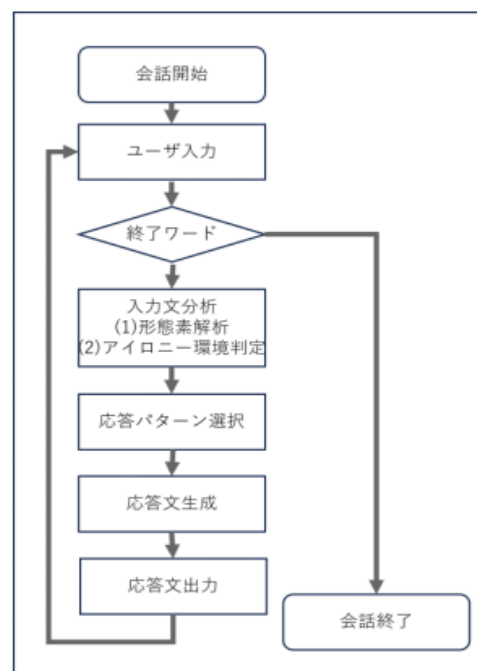 会話開始
ユーザ入力
終了ワード
入力文分析
(1)形態素解析
(2)アイロニー環境判定
応答パターン選択
応答文生成
応答文出力
会話終了